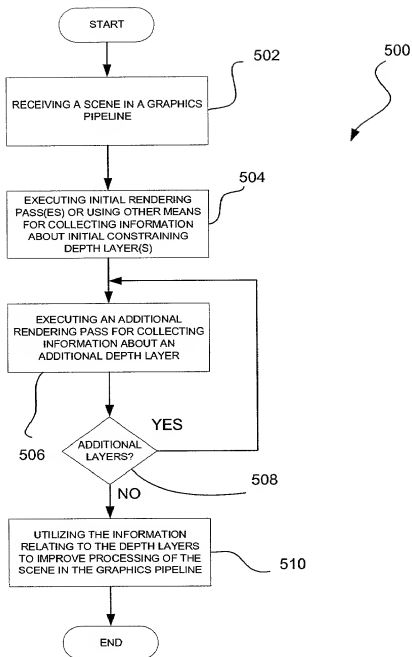 START
502
500
RECEIVING A SCENE IN A GRAPHICS
PIPELINE
504
EXECUTING INITIAL RENDERING
PASS(ES) OR USING OTHER MEANS
FOR COLLECTING INFORMATION
ABOUT INITIAL CONSTRAINING
DEPTH LAYER(S)
EXECUTING AN ADDITIONAL
RENDERING PASS FOR COLLECTING
INFORMATION ABOUT AN
ADDITIONAL DEPTH LAYER
506
YES
ADDITIONAL
LAYERS?
508
NO
UTILIZING THE INFORMATION
RELATING TO THE DEPTH LAYERS
TO IMPROVE PROCESSING OF THE
SCENE IN THE GRAPHICS PIPELINE
510
END